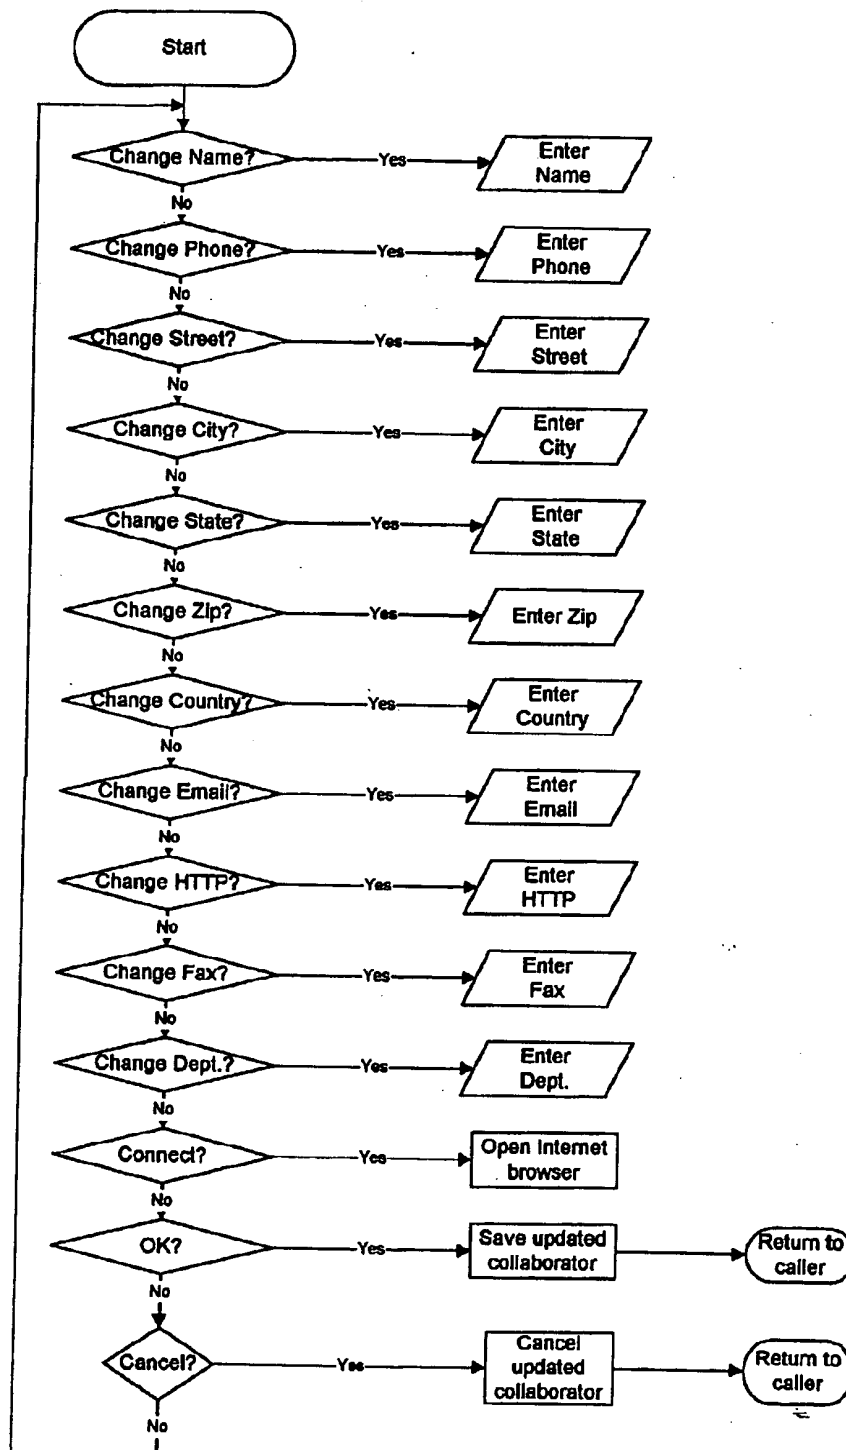 Start
Change Name?
Yes
Enter
Name
No
Change Phone?
Yes
Enter
Phone
No
Change Street?
Yes
Enter
Street
No
Change City?
Yes
Enter
City
No
Change State?
Yes
Enter
State
No
Change Zip?
Yes
Enter Zip
No
Change Country?
Yes
Enter
Country
No
Change Email?
Yes
Enter
Email
No
Change HTTP?
Yes
Enter
HTTP
No
Change Fax?
Yes
Enter
Fax
No
Change Dept.?
Yes
Enter
Dept.
No
Connect?
Yes
Open Internet
browser
No
OK?
Yes
Save updated
collaborator
Return to
caller
No
Cancel?
Yes
Cancel
updated
collaborator
Return to
caller
No